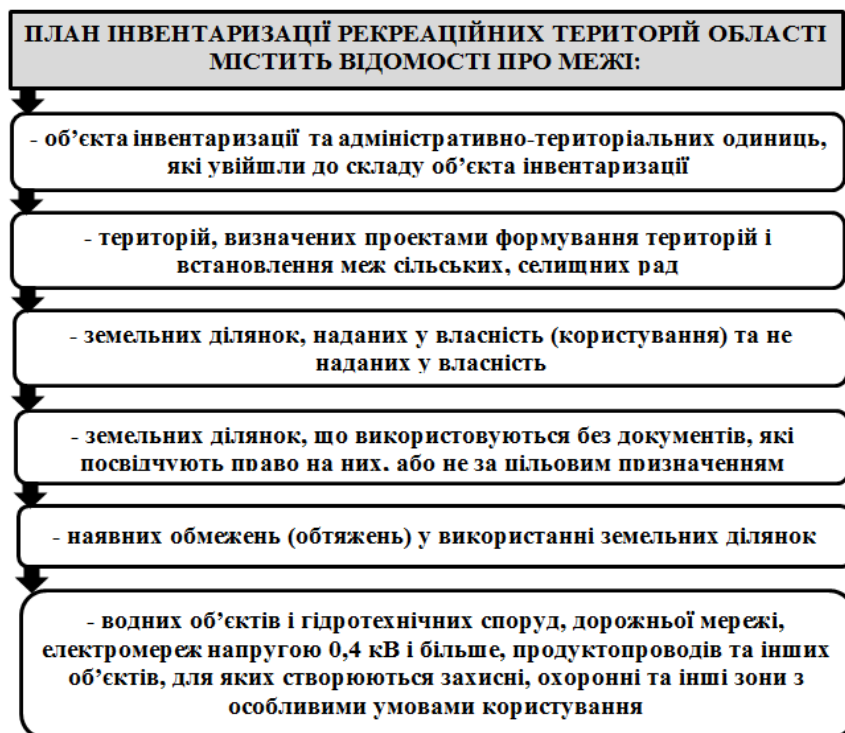 ПЛАН ІНВЕНТАРИЗАЦІЇ РЕКРЕАЦІЙНИХ ТЕРИТОРІЙ ОБЛАСТІ
МІСТИТЬ ВІДОМОСТІ ПРО МЕЖІ:
- об’єкта інвентаризації та адміністративно-територіальних одиниць,
які увійшли до складу об’єкта інвентаризації
- територій, визначених проектами формування територій і
встановлення меж сільських, селищних рад
- земельних ділянок, наданих у власність (користування) та не
наданих у власність
- земельних ділянок, що використовуються без документів, які
посвідчують право на них, або не за цільовим призначенням
- наявних обмежень (обтяжень) у використанні земельних ділянок
- водних об’єктів і гідротехнічних споруд, дорожньої мережі,
електромереж напругою 0,4 кВ і більше, продуктопроводів та інших
об’єктів, для яких створюються захисні, охоронні та інші зони з
особливими умовами користування